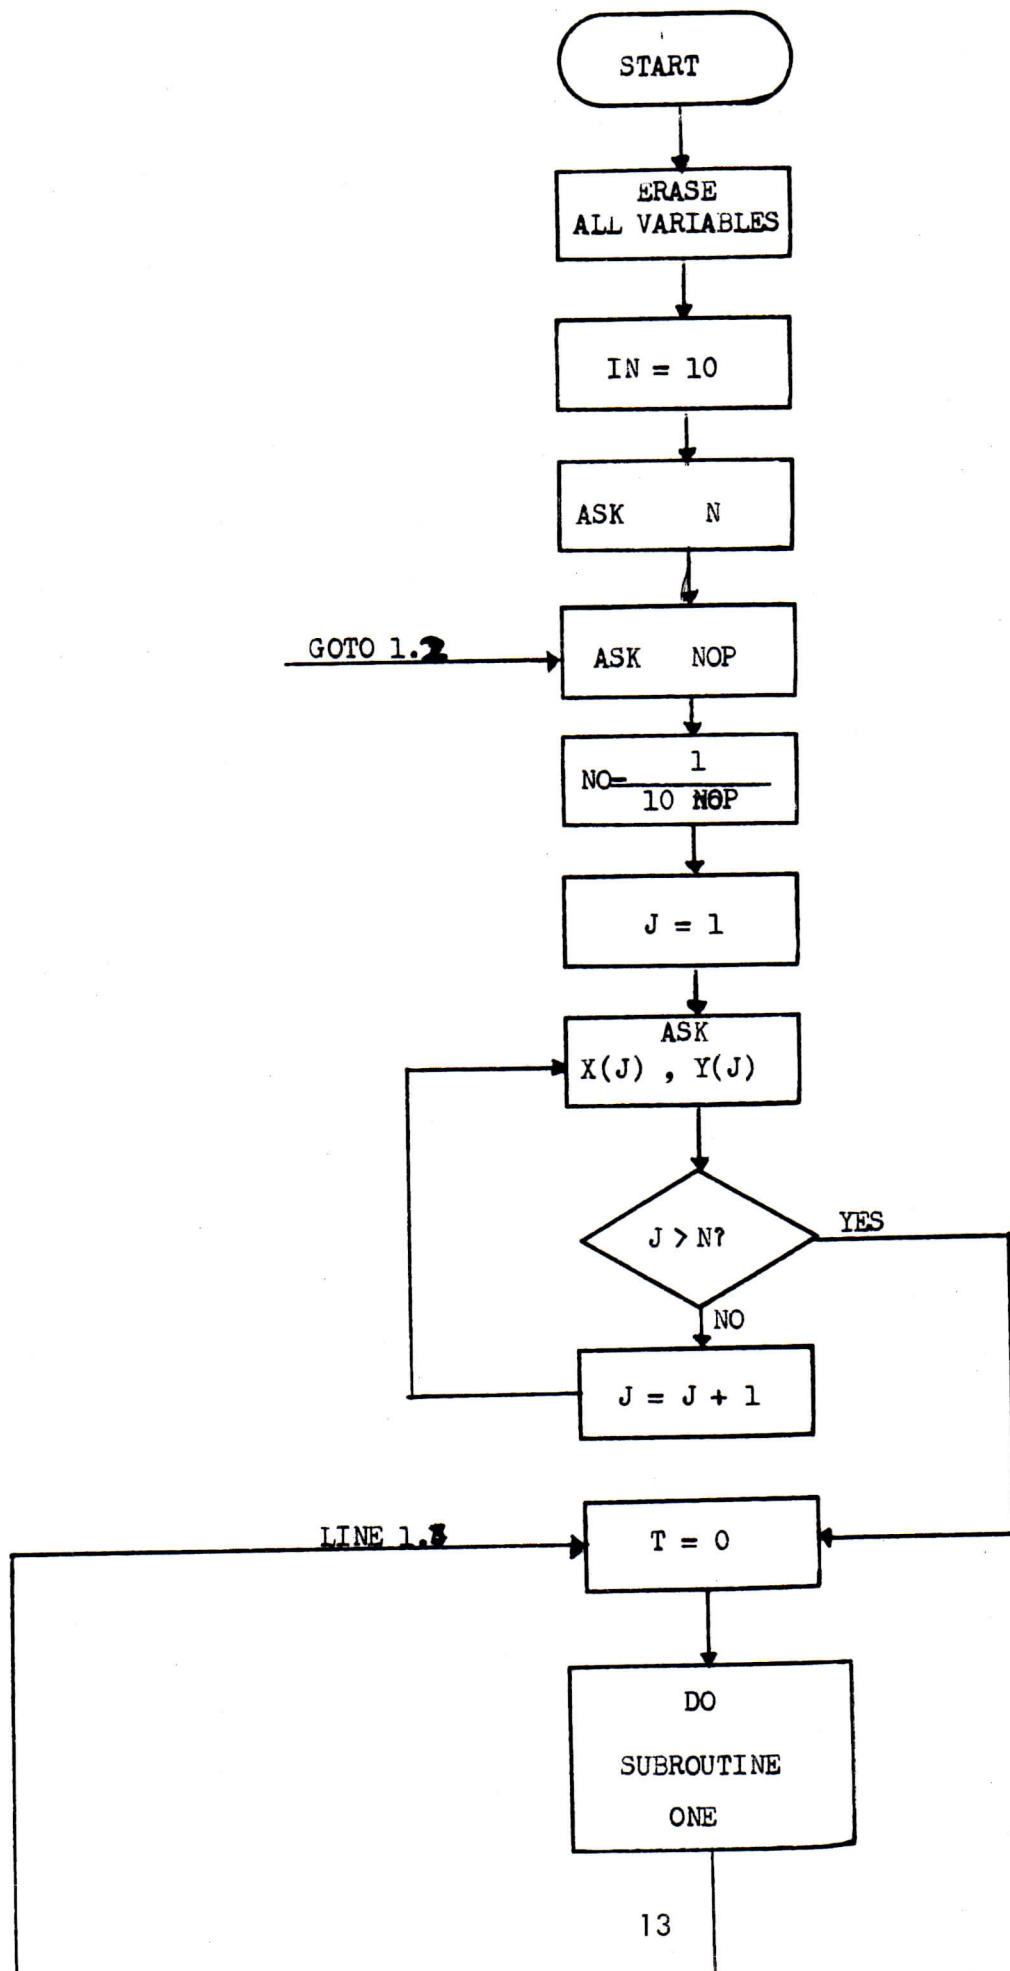 START
ERASE
ALL VARIABLES
IN = 10
ASK N
GOTO 1.2
ASK NOP
NO= 1
10 NOP
J = 1
ASK
X(J) , Y(J)
J > N?
YES
NO
J = J + 1
LINE 1.
T = 0
DO
SUBROUTINE
ONE
13